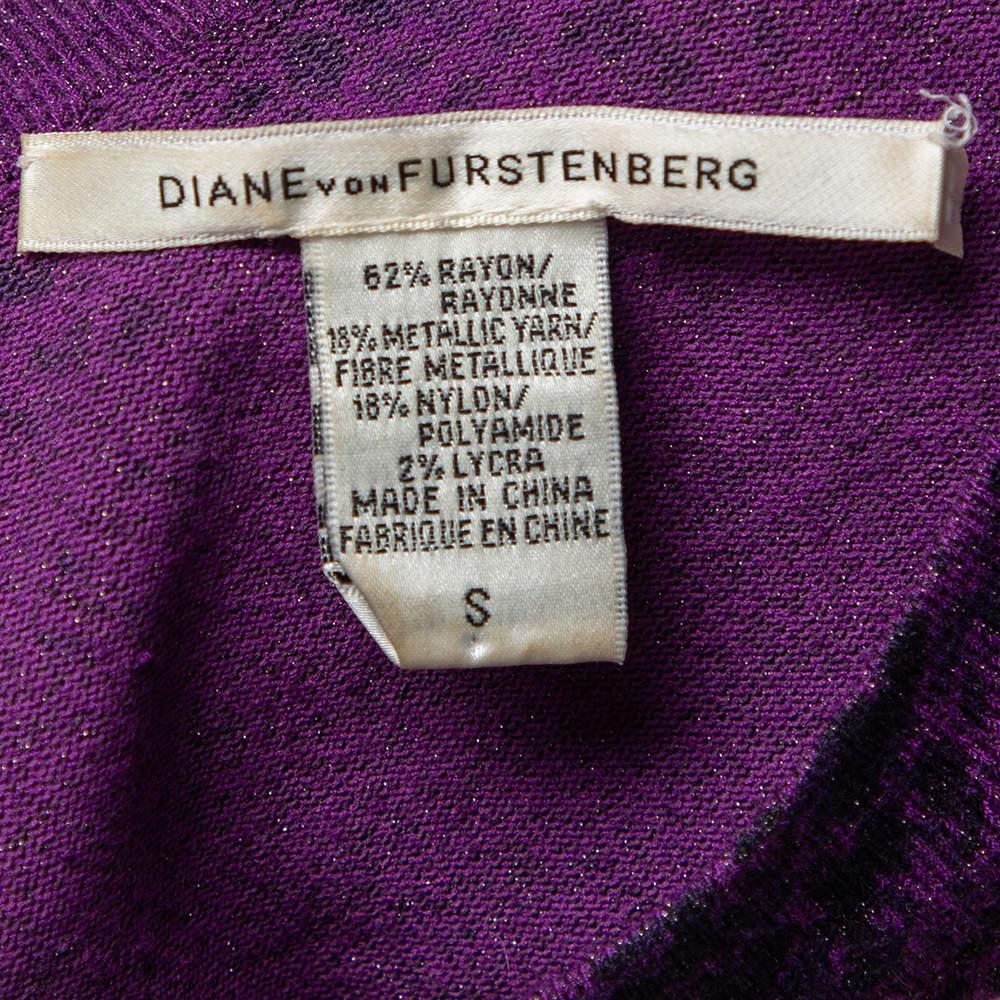 DIANE VON FURSTENBERG
62% RAYON/
RAYONNE
18% METALLIC YARN/
FIBRE METALLIQUE
18% NYLON/
POLYAMIDE
2% LYCRA
MADE IN CHINA
FABRIQUE EN CHINE
S